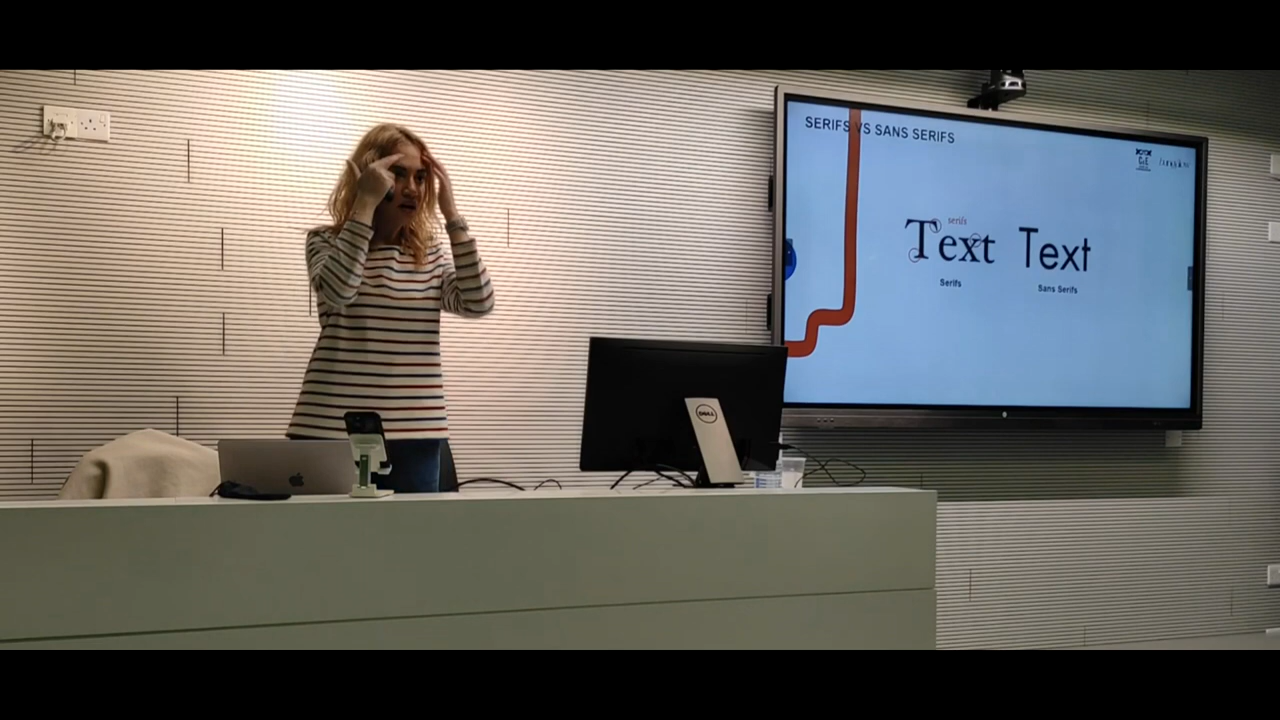 SERIFS VS SANS SERIFS
serifs
Text Text
Serifs
Sans Serifs
DELL